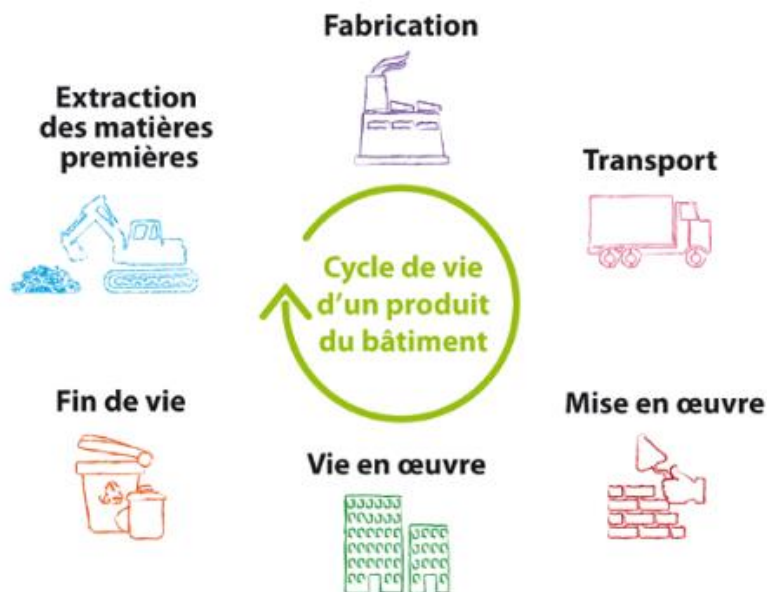 Fabrication
Extraction
des matières
premières
Transport
Cycle de vie
d'un produit
du bâtiment
Fin de vie
Mise en œuvre
Vie en œuvre